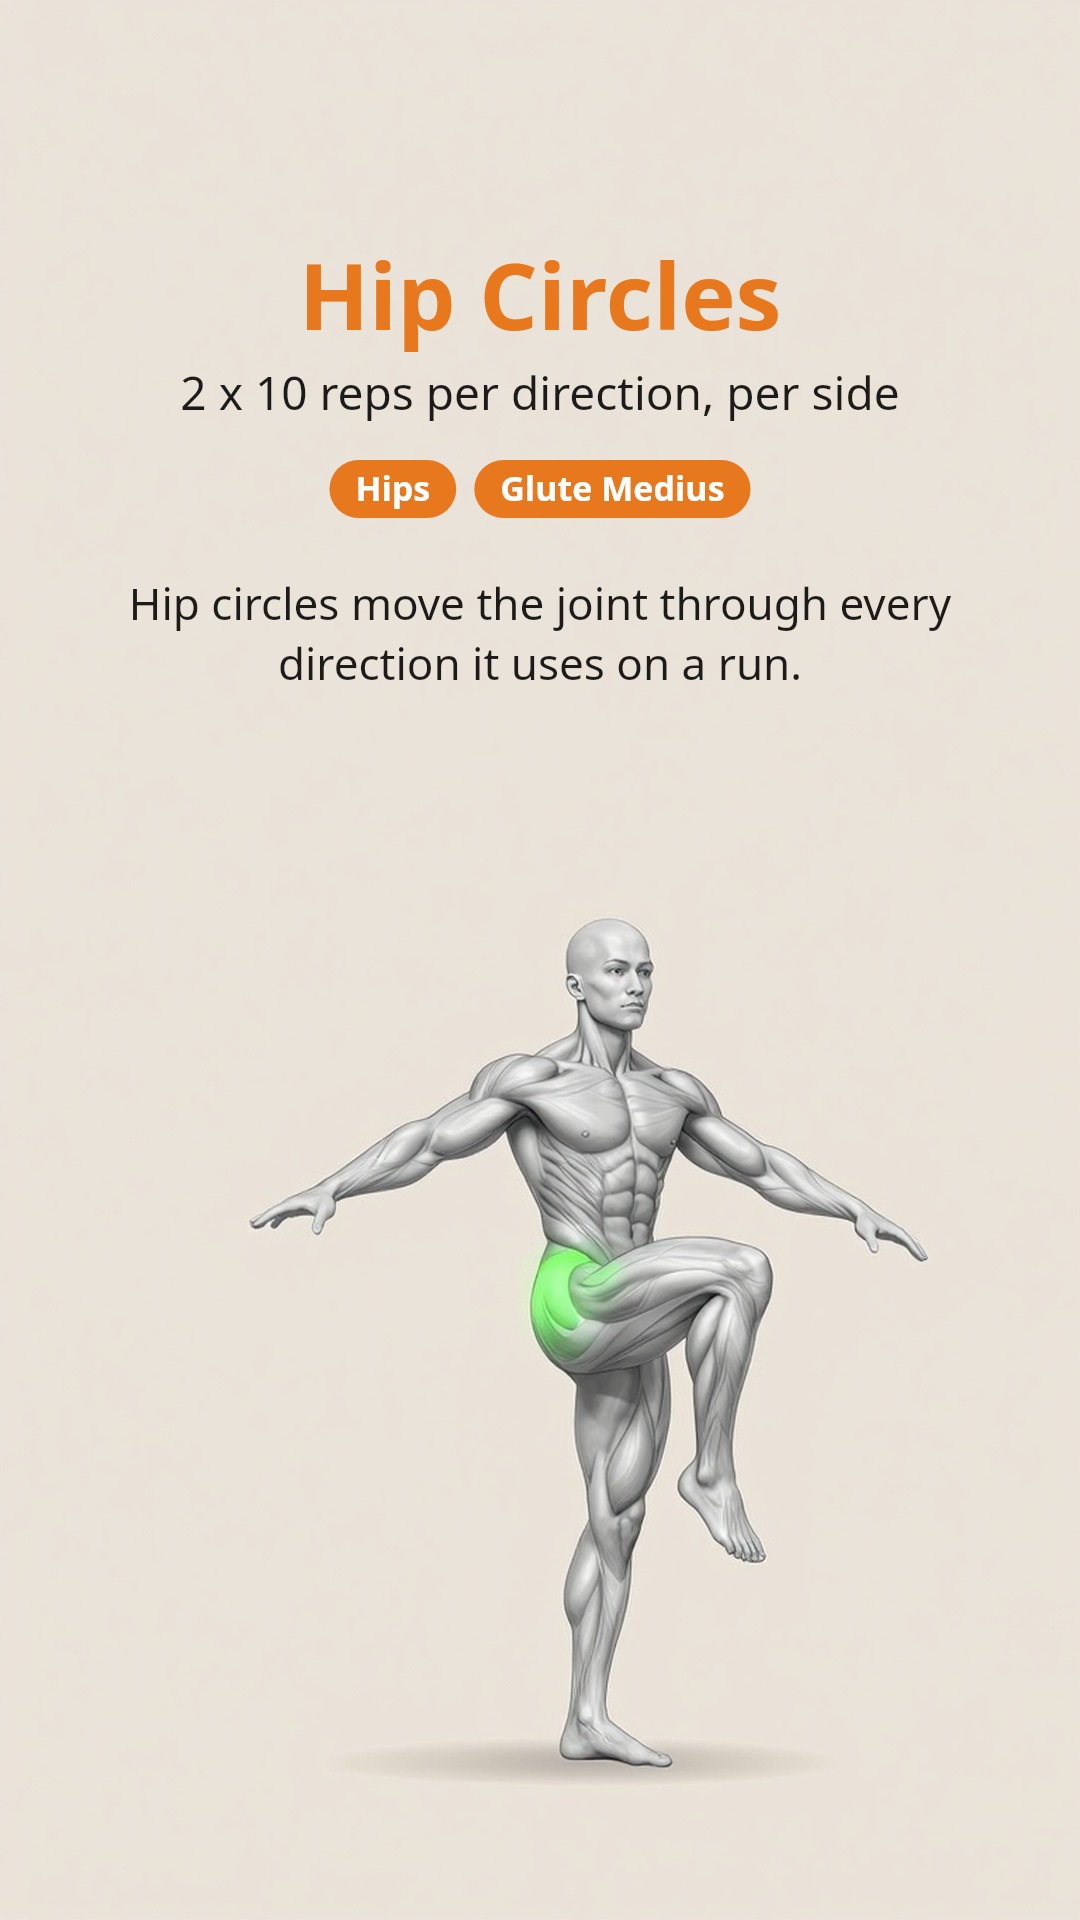 Hip Circles
2 x 10 reps per direction, per side
Hips
Glute Medius
Hip circles move the joint through every
direction it uses on a run.